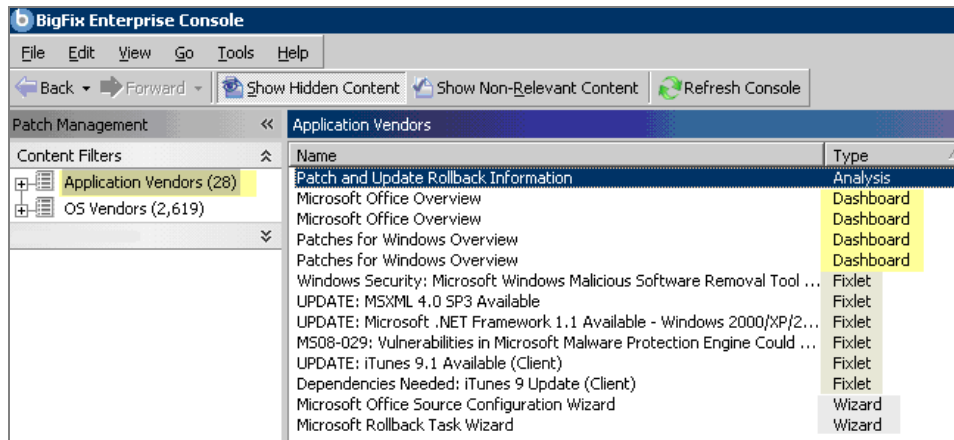 BigFix Enterprise Console
File Edit View Go Tools Help
Back Forward Show Hidden Content Show Non-Relevant Content Refresh Console
Patch Management « Application Vendors
Content Filters Name Type
Application Vendors (28) Patch and Update Rollback Information Analysis
OS Vendors (2,619) Microsoft Office Overview Dashboard
Microsoft Office Overview Dashboard
Patches for Windows Overview Dashboard
Patches for Windows Overview Dashboard
Windows Security: Microsoft Windows Malicious Software Removal Tool ... Fixlet
UPDATE: MSXML 4.0 SP3 Available Fixlet
UPDATE: Microsoft .NET Framework 1.1 Available - Windows 2000/XP/2... Fixlet
MS08-029: Vulnerabilities in Microsoft Malware Protection Engine Could ... Fixlet
UPDATE: iTunes 9.1 Available (Client) Fixlet
Dependencies Needed: iTunes 9 Update (Client) Fixlet
Microsoft Office Source Configuration Wizard Wizard
Microsoft Rollback Task Wizard Wizard